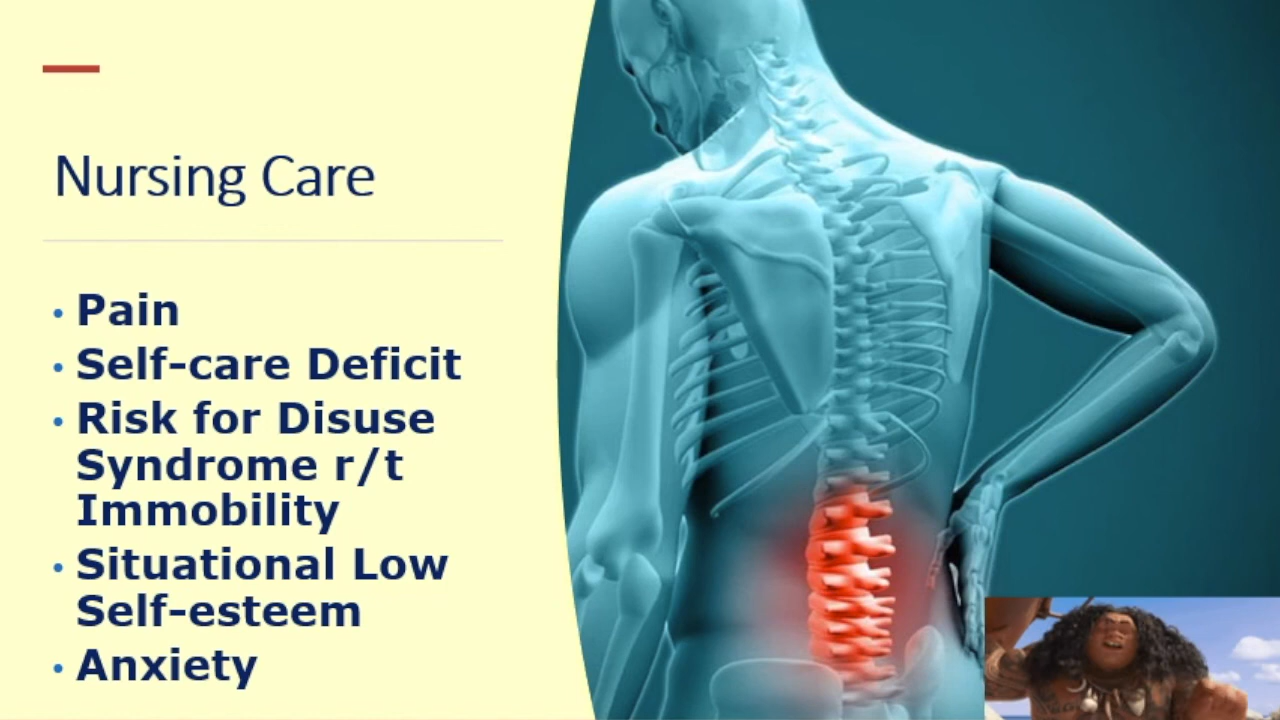 Nursing Care
• Pain
• Self-care Deficit
• Risk for Disuse
Syndrome r/t
Immobility
• Situational Low
Self-esteem
• Anxiety